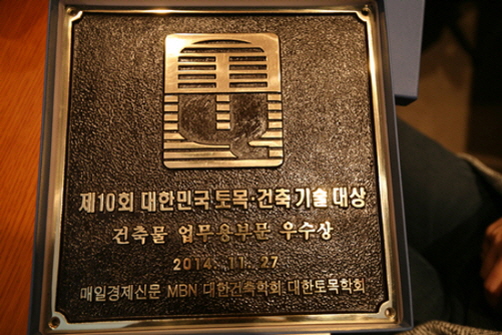 제10회 대한민국 토목·건축 기술 대상
건축물 업무용부문 우수상
2014. 11. 27
매일경제신문 MBN 대한건축학회 대한토목학회